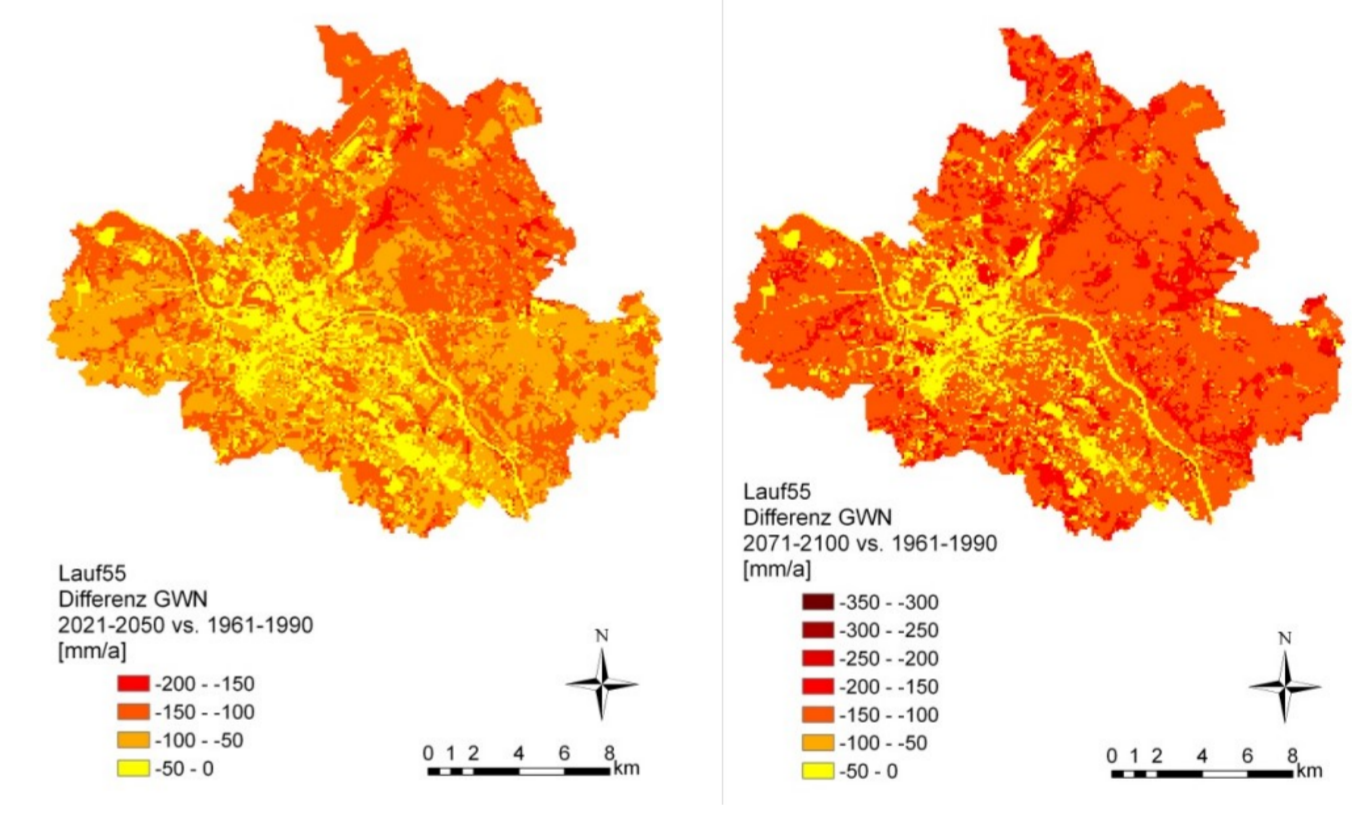 Lauf55
Differenz GWN
2021-2050 vs. 1961-1990
[mm/a]
-200 - -150
-150 - -100
-100 - -50
-50 - 0
N
0 1 2 4 6 8
km
Lauf55
Differenz GWN
2071-2100 vs. 1961-1990
[mm/a]
-350 - -300
-300 - -250
-250 - -200
-200 - -150
-150 - -100
-100 - -50
-50 - 0
N
0 1 2 4 6 8
km